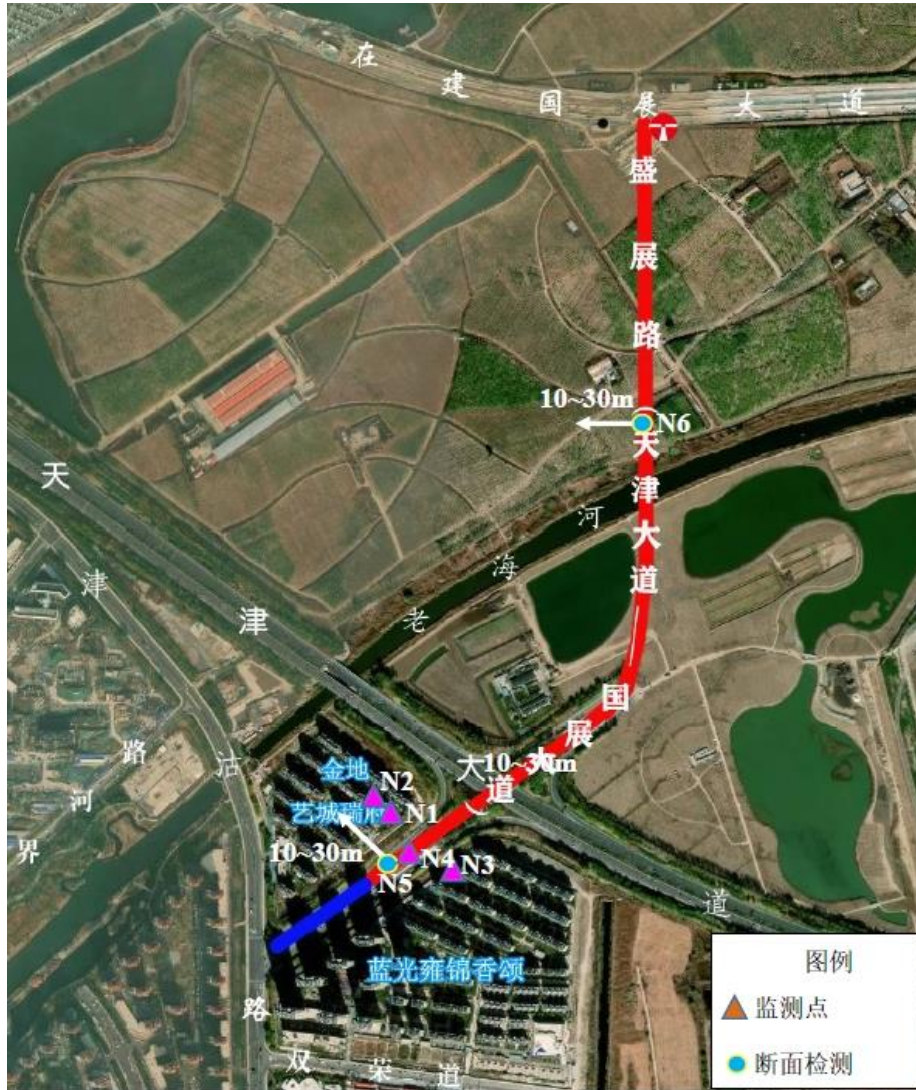 在建国展大道
盛展路
10~30m
N6
天津大道
天津大道
津沽路
老海河
国展大道
10~30m
界河路
金地
艺城瑞府
N2
N1
10~30m
N4
N3
N5
蓝光雍锦香颂
双荣道
图例
监测点
断面检测